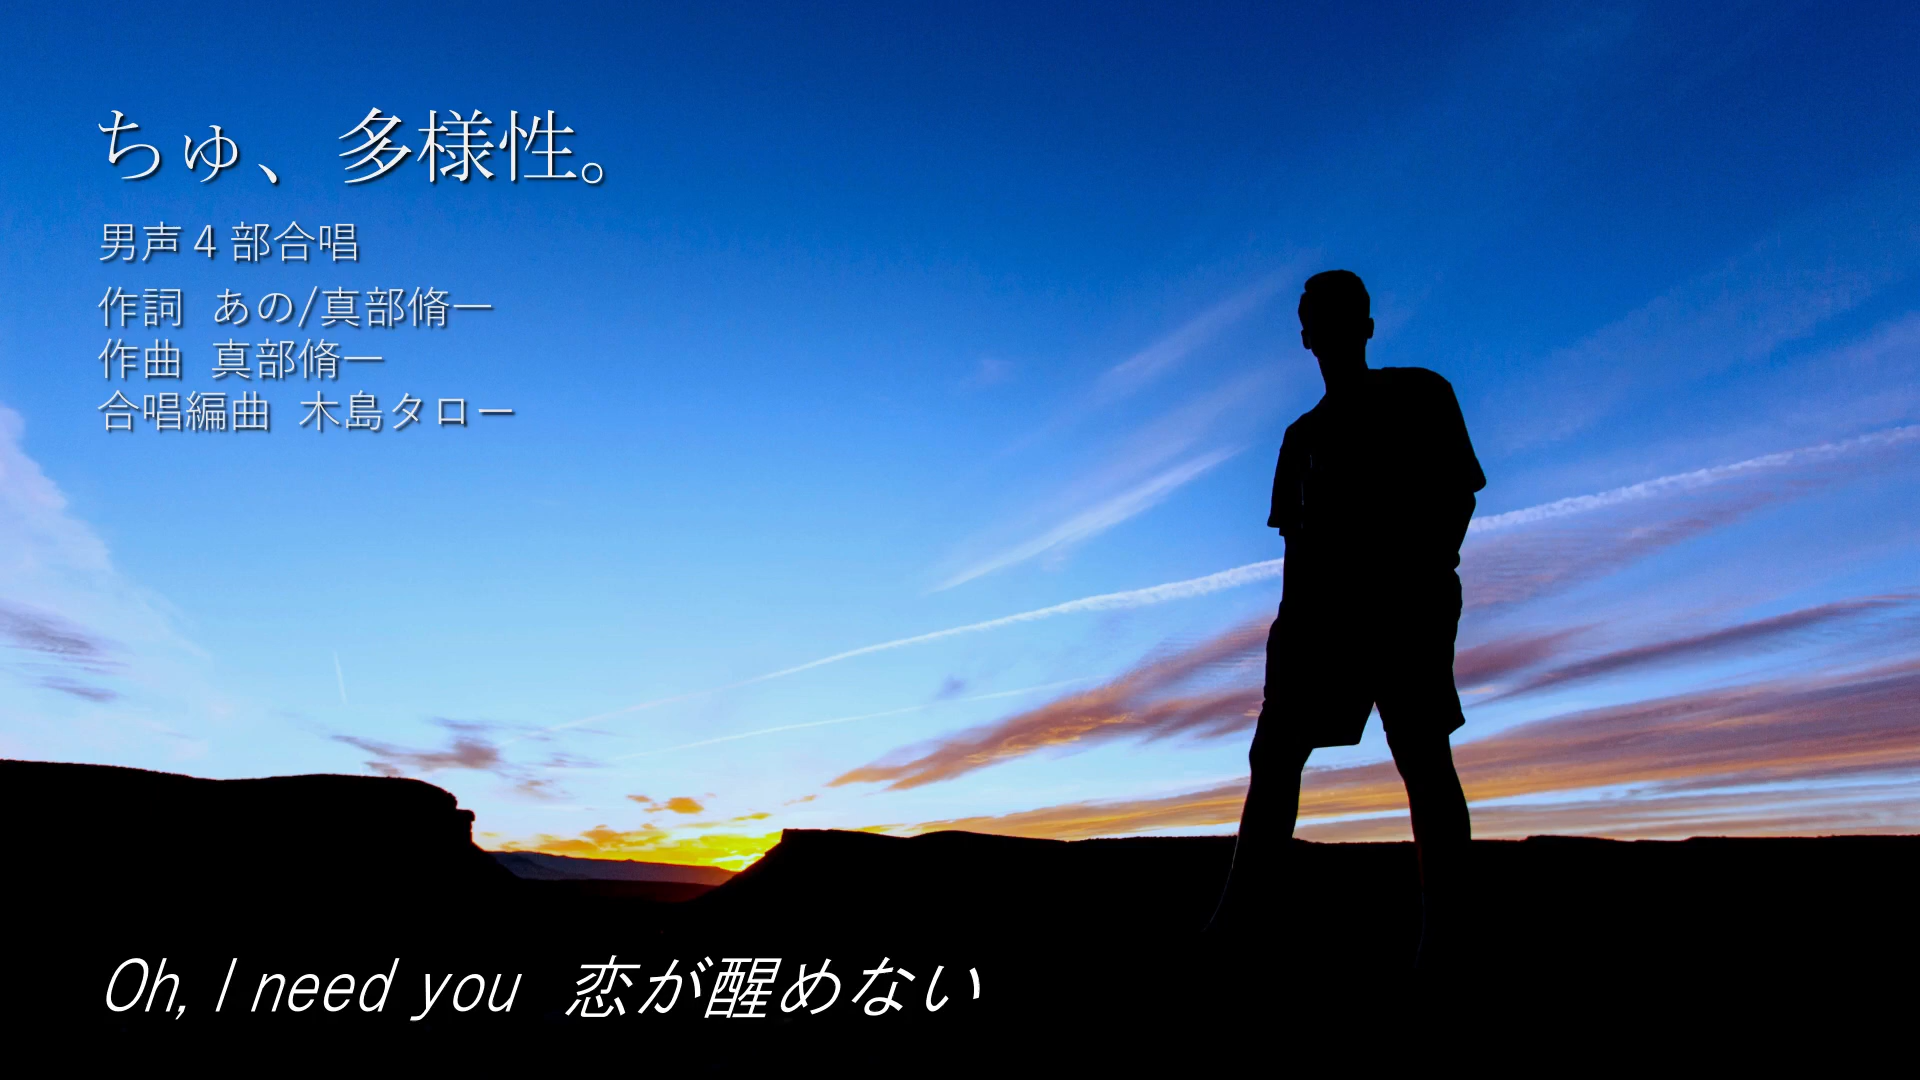 ちゅ、多様性。
男声4部合唱
作詞 あの/真部脩一
作曲 真部脩一
合唱編曲 木島タロー
Oh, I need you 恋が醒めない